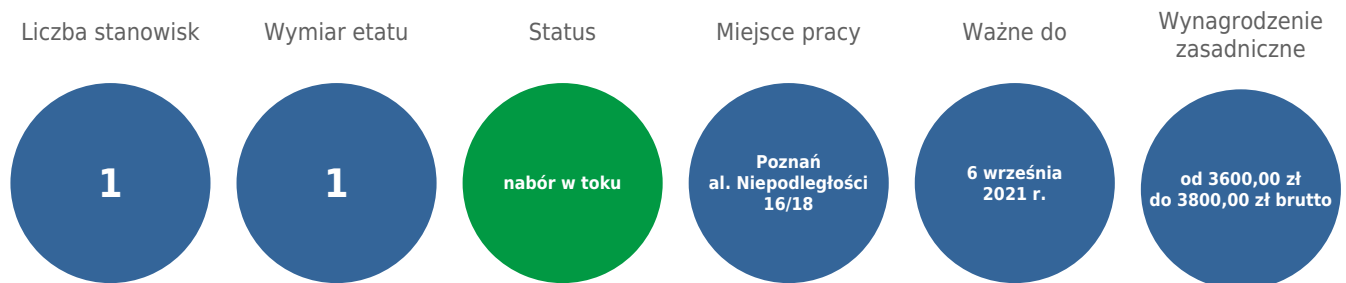 Liczba stanowisk
1
Wymiar etatu
1
Status
nabór w toku
Miejsce pracy
Poznań
al. Niepodległości
16/18
Ważne do
6 września
2021 r.
Wynagrodzenie
zasadniczne
od 3600,00 zł
do 3800,00 zł brutto